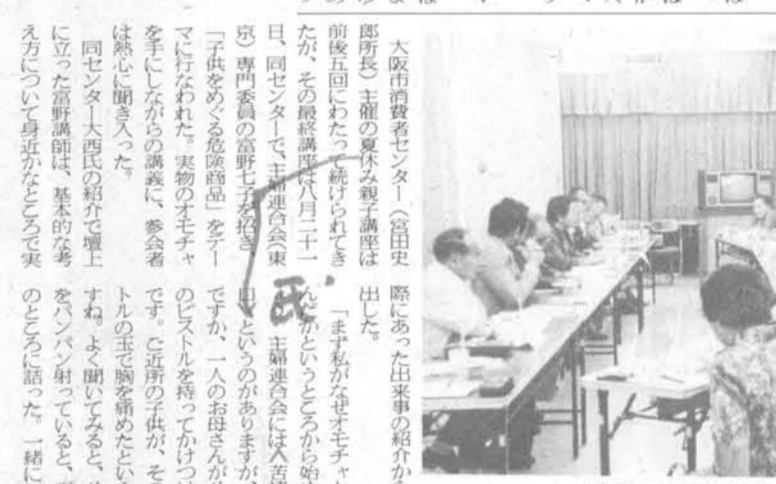 大阪市消費者センター（宮田史
郎所長）主催の夏休み親子講座は
前後五回にわたって続けられてき
たが、その最終講座は八月二十一
日、同センターで、主婦連合会（東
京）専門委員の富野七子を招き、
「子供をめぐる危険商品」をテー
マに行なわれた。実物のオモチャ
を手にしながらの講義に、参会者
は熱心に聞き入った。
同センター大西氏の紹介で壇上
に立った富野講師は、基本的な考
え方について身近かなところで実
際にあった出来事の紹介か
出した。
「まず私がなぜオモチャ
んだかというところから始
主婦連合会には〈苦
というのがありますが、
ですか、一人のお母さんが
のピストルを持ってかけつ
です。ご近所の子供が、そ
トルの玉で胸を痛めたとい
すね。よく聞いてみると、
をパンパン射っていると、
のところに詰った。一緒に
氏